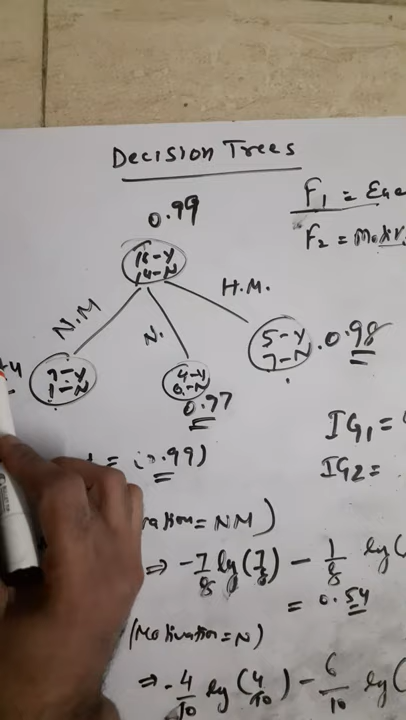 Decision Trees
0.99
F₁ = Ene
F₂ =
16-Y
14-N
N.M
N.
H.M.
7-Y
1-N
4-Y
6-N
0.97
5-Y
7-N
0.98
IG₁ =
IG₂ =
= (0.99)
= NM)
⇒ -7/8 log(7/8) - 1/8 log(
= 0.54
(Motivation = N)
⇒ -4/10 log(4/10) - 6/10 log(